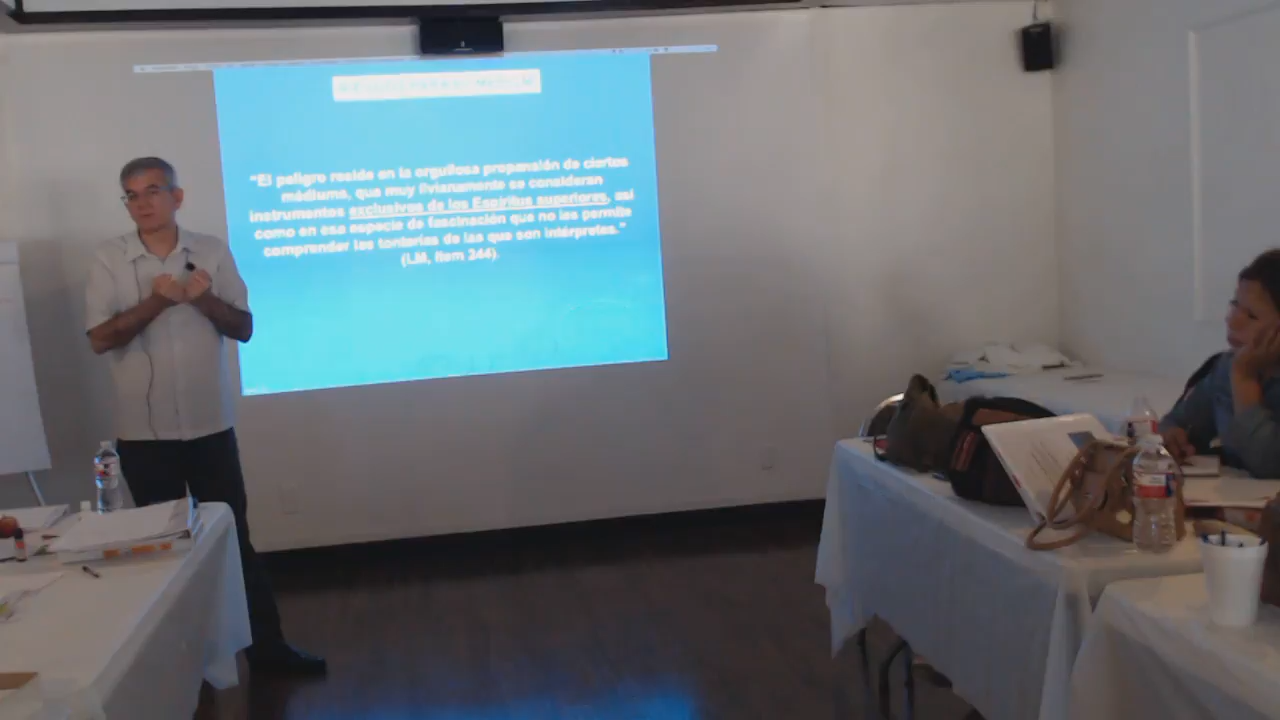 "El peligro reside en la orgullosa propensión de ciertos
médiums, que muy livianamente se consideran
instrumentos exclusivos de los Espíritus superiores, así
como en esa especie de fascinación que no les permite
comprender las tonterías de las que son intérpretes."
(LM, ítem 244).